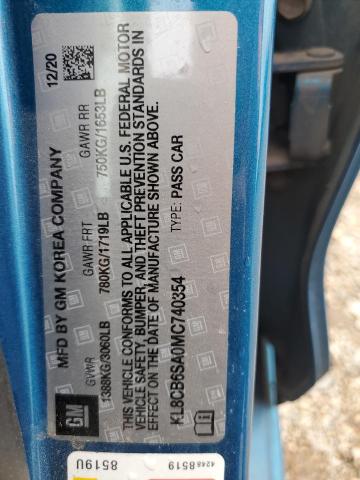 MFD BY GM KOREA COMPANY 12/20
GVWR GAWR FRT GAWR RR
1388KG/3060LB 780KG/1719LB 750KG/1653LB
THIS VEHICLE CONFORMS TO ALL APPLICABLE U.S. FEDERAL MOTOR
VEHICLE SAFETY, BUMPER, AND THEFT PREVENTION STANDARDS IN
EFFECT ON THE DATE OF MANUFACTURE SHOWN ABOVE.
KL8CB6SA0MC740354 TYPE: PASS CAR
GM
42488519
8519U